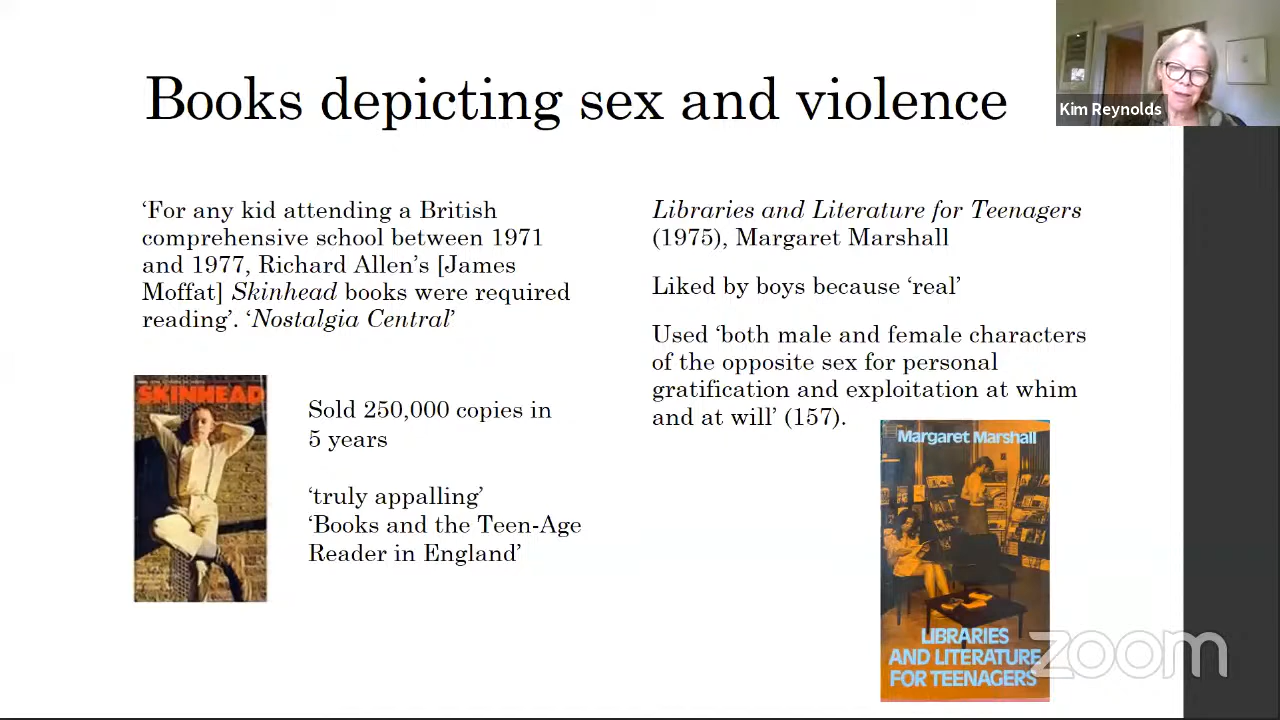 Books depicting sex and violence
Kim Reynolds
‘For any kid attending a British
comprehensive school between 1971
and 1977, Richard Allen’s [James
Moffat] Skinhead books were required
reading’. ‘Nostalgia Central’
SKINHEAD
Sold 250,000 copies in
5 years
‘truly appalling’
‘Books and the Teen-Age
Reader in England’
Libraries and Literature for Teenagers
(1975), Margaret Marshall
Liked by boys because ‘real’
Used ‘both male and female characters
of the opposite sex for personal
gratification and exploitation at whim
and at will’ (157).
Margaret Marshall
LIBRARIES
AND LITERATURE
FOR TEENAGERS
zoom